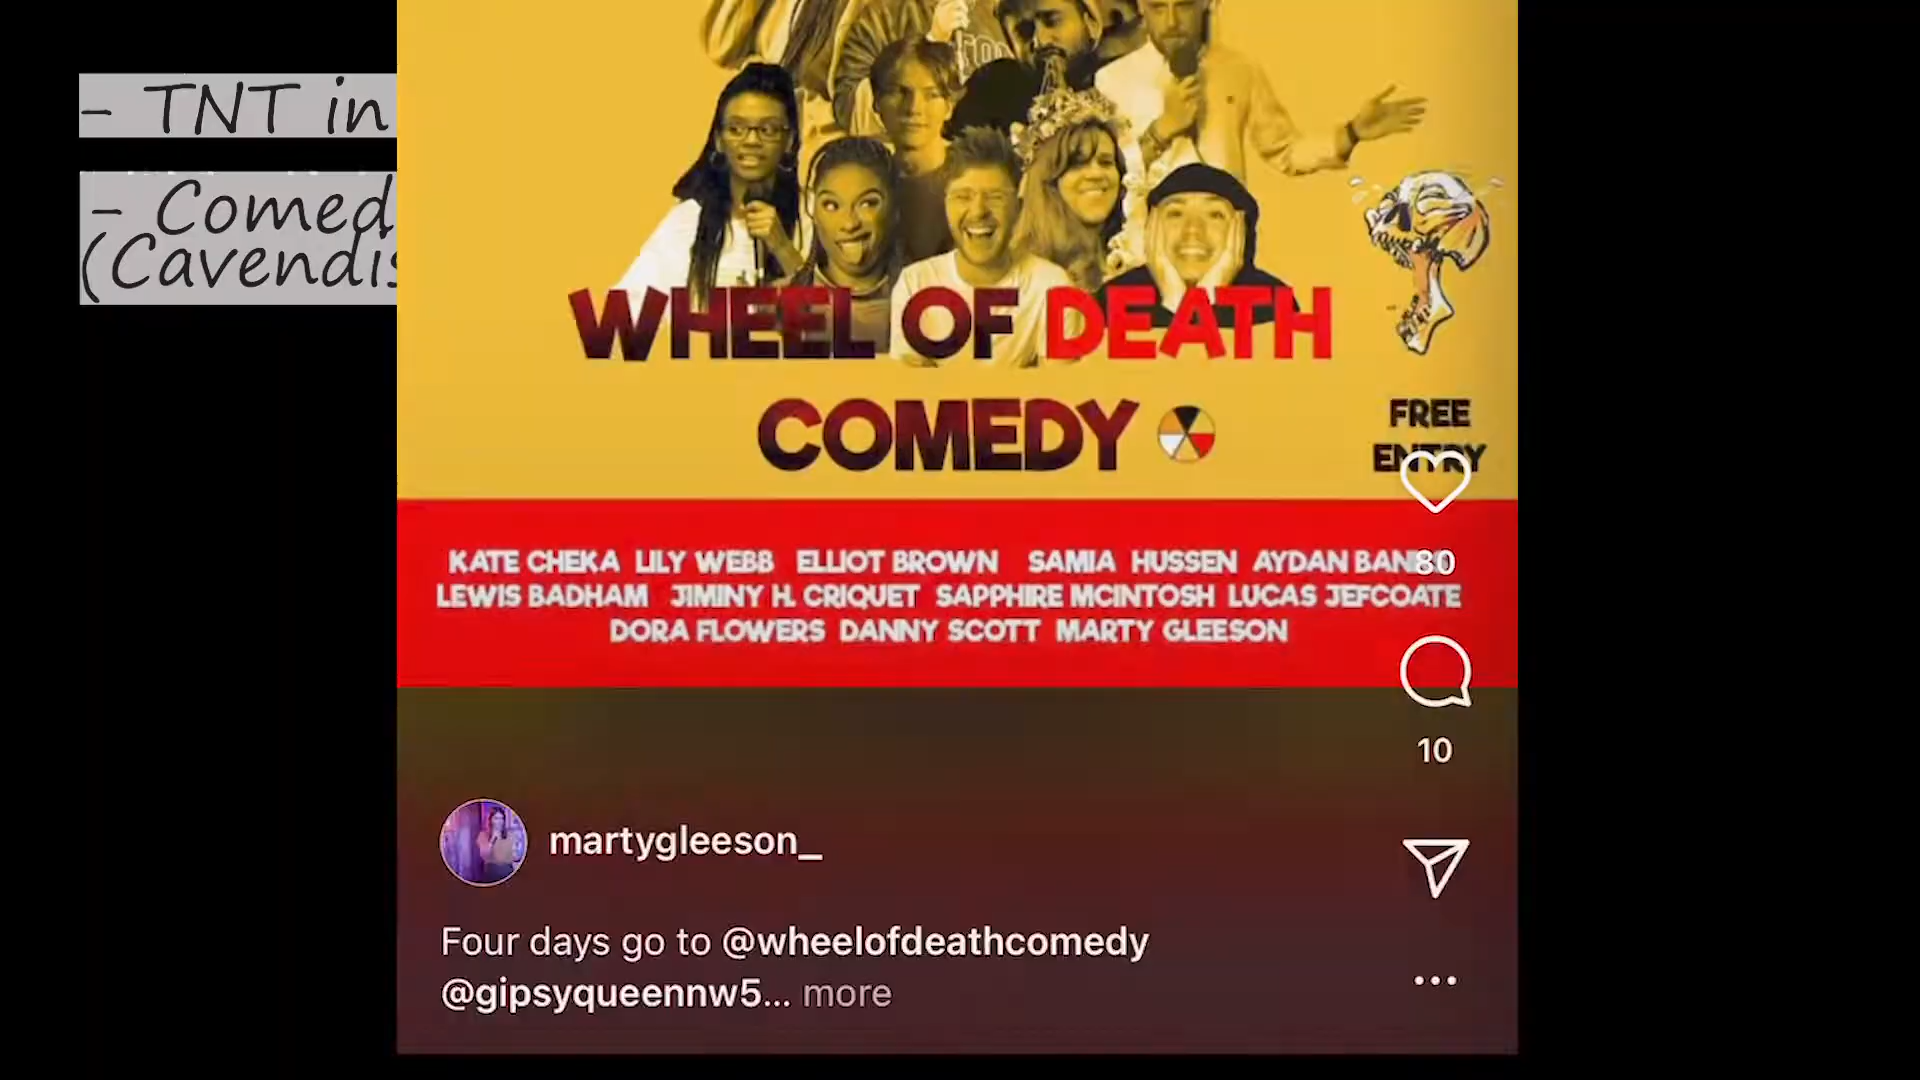 - TNT in
- Comed
(Cavendis
WHEEL OF DEATH
COMEDY
FREE
ENTRY
80
KATE CHEKA LILY WEBB ELLIOT BROWN SAMIA HUSSEN AYDAN
LEWIS BADHAM JIMINY H. CRIQUET SAPPHIRE MCINTOSH LUCAS JEFCOATE
DORA FLOWERS DANNY SCOTT MARTY GLEESON
10
martygleeson_
Four days go to @wheelofdeathcomedy
@gipsyqueennw5... more